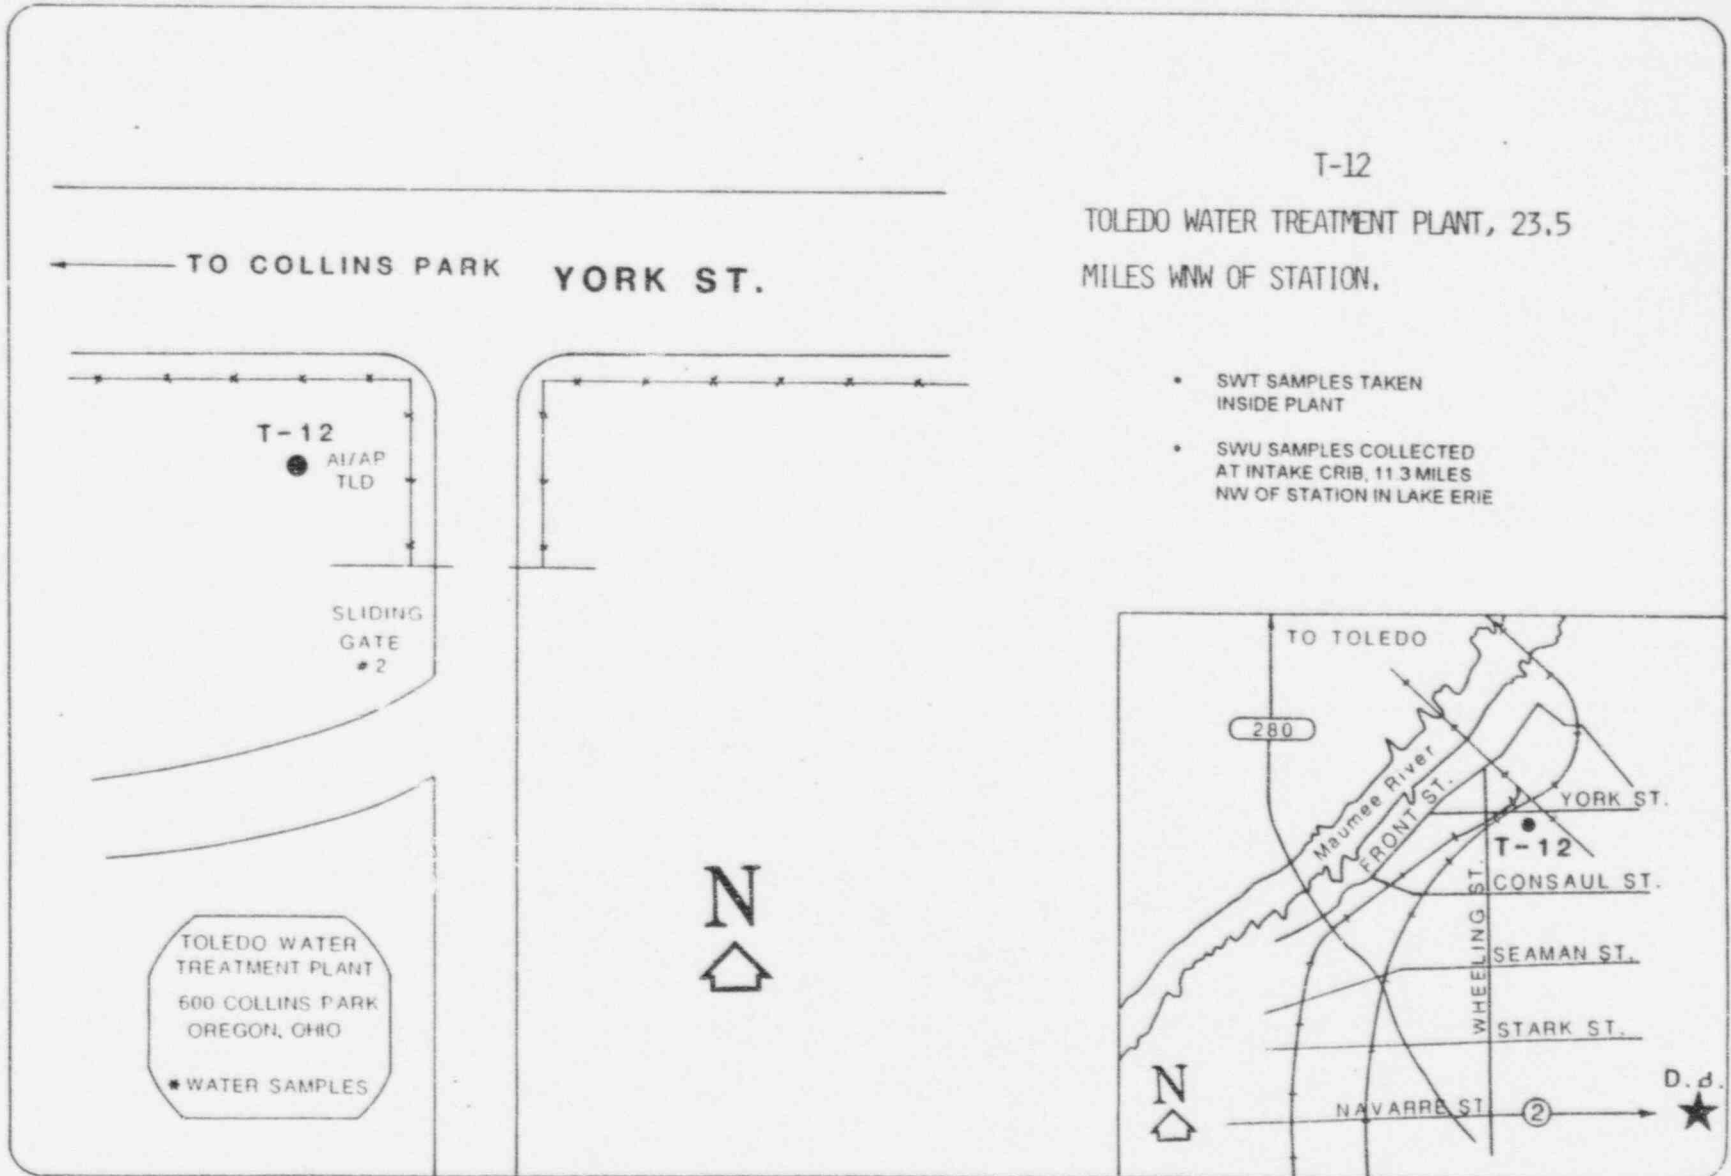 T-12
TOLEDO WATER TREATMENT PLANT, 23.5
MILES WNW OF STATION.
• SWT SAMPLES TAKEN
INSIDE PLANT
• SWU SAMPLES COLLECTED
AT INTAKE CRIB, 11.3 MILES
NW OF STATION IN LAKE ERIE
TO COLLINS PARK
YORK ST.
T-12
AI/AP
TLD
SLIDING
GATE
#2
TOLEDO WATER
TREATMENT PLANT
600 COLLINS PARK
OREGON, OHIO
* WATER SAMPLES
N
TO TOLEDO
280
Maumee River
FRONT ST.
YORK ST.
T-12
CONSAUL ST.
WHEELING ST.
SEAMAN ST.
STARK ST.
NAVARRE ST.
2
N
D.